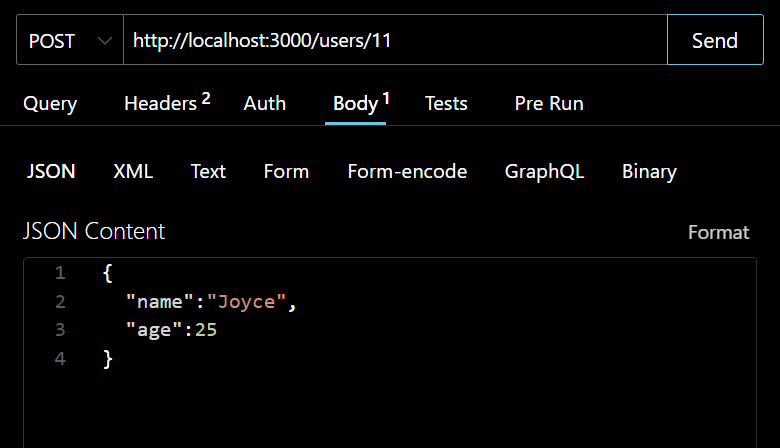 POST http://localhost:3000/users/11 Send
Query Headers 2 Auth Body 1 Tests Pre Run
JSON XML Text Form Form-encode GraphQL Binary
JSON Content Format
1 {
2 "name":"Joyce",
3 "age":25
4 }